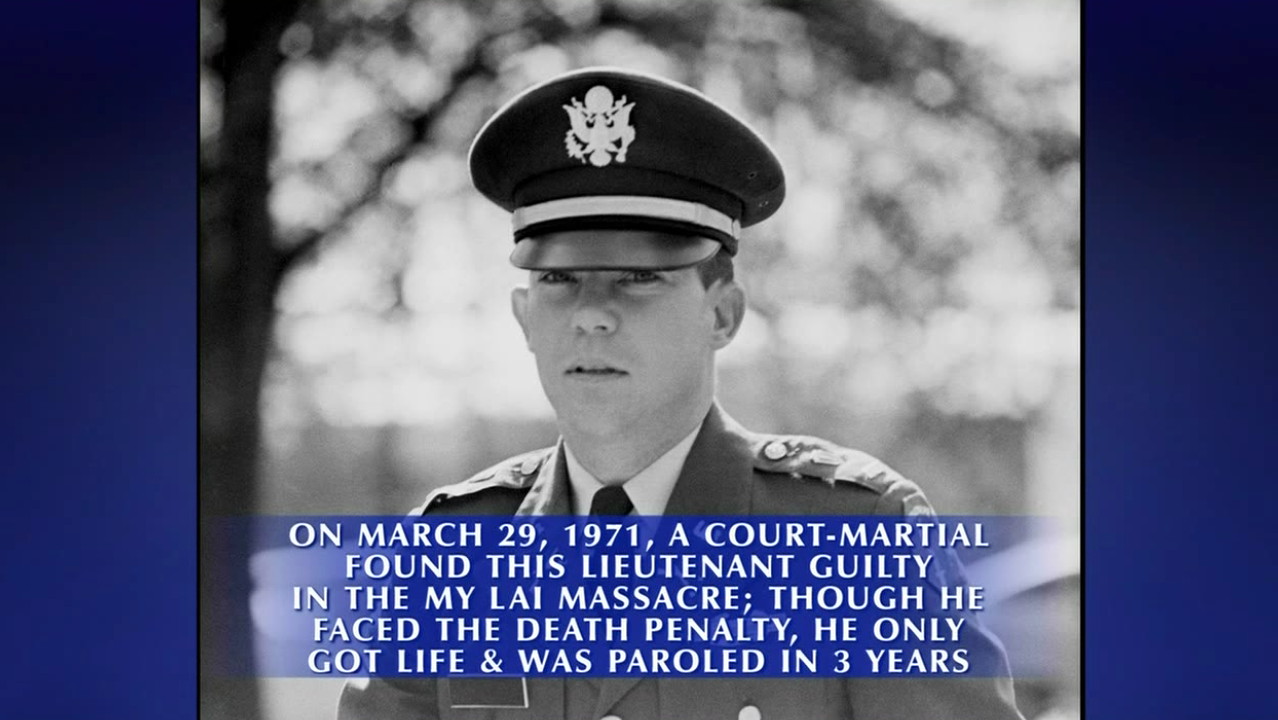 ON MARCH 29, 1971, A COURT-MARTIAL
FOUND THIS LIEUTENANT GUILTY
IN THE MY LAI MASSACRE; THOUGH HE
FACED THE DEATH PENALTY, HE ONLY
GOT LIFE & WAS PAROLED IN 3 YEARS